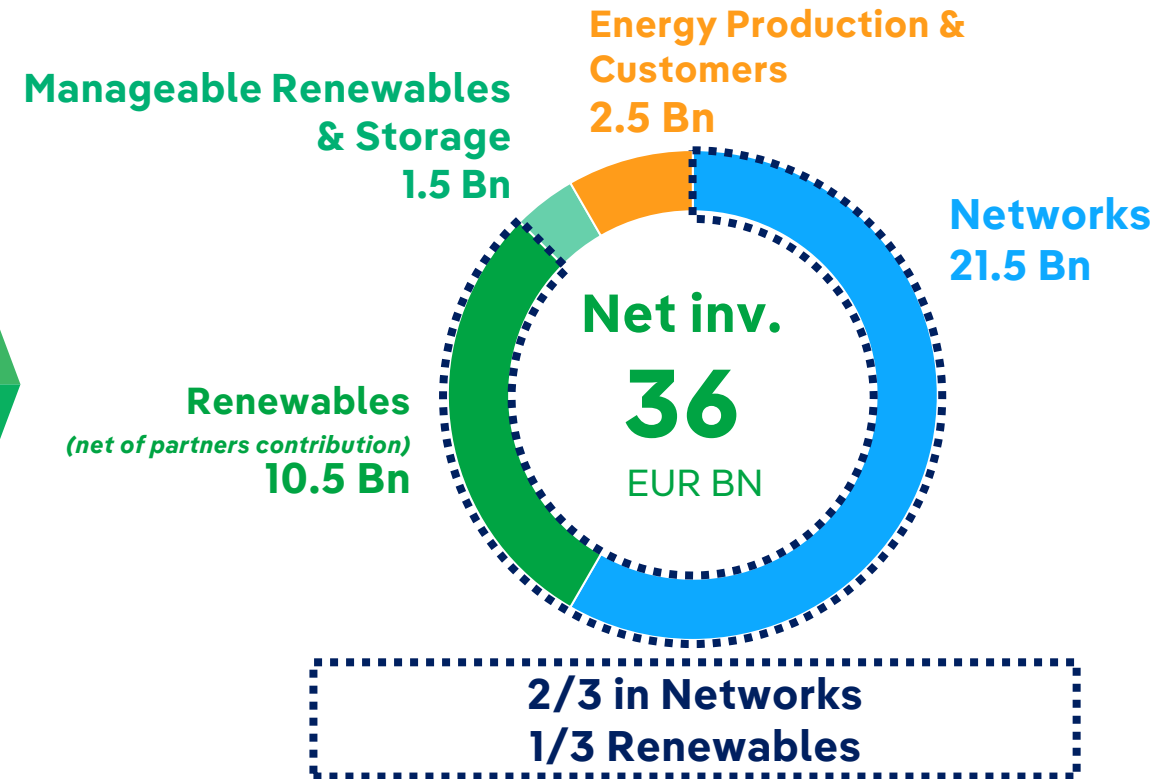 Energy Production &
Customers
2.5 Bn
Manageable Renewables
& Storage
1.5 Bn
Networks
21.5 Bn
Net inv.
36
EUR BN
Renewables
(net of partners contribution)
10.5 Bn
2/3 in Networks
1/3 Renewables